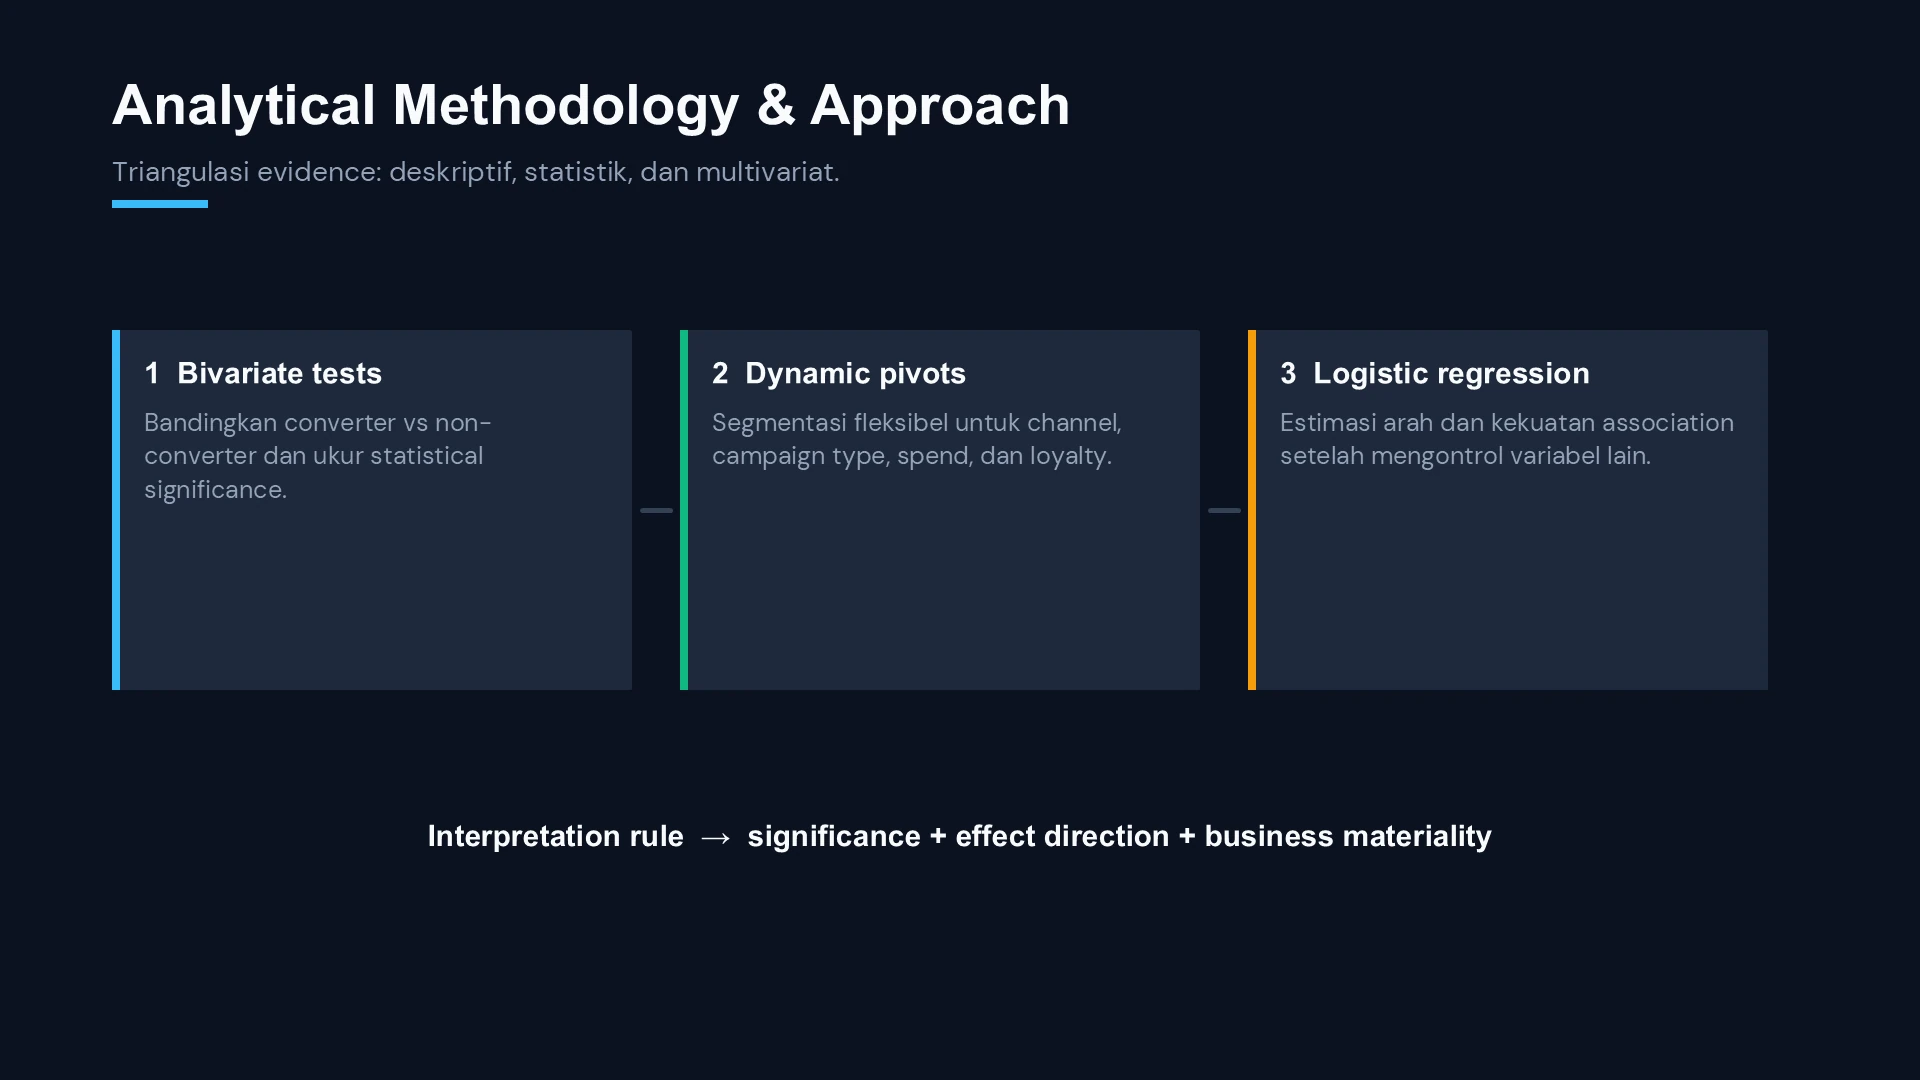 Analytical Methodology & Approach
Triangulasi evidence: deskriptif, statistik, dan multivariat.
1 Bivariate tests
Bandingkan converter vs non-
converter dan ukur statistical
significance.
2 Dynamic pivots
Segmentasi fleksibel untuk channel,
campaign type, spend, dan loyalty.
3 Logistic regression
Estimasi arah dan kekuatan association
setelah mengontrol variabel lain.
Interpretation rule → significance + effect direction + business materiality